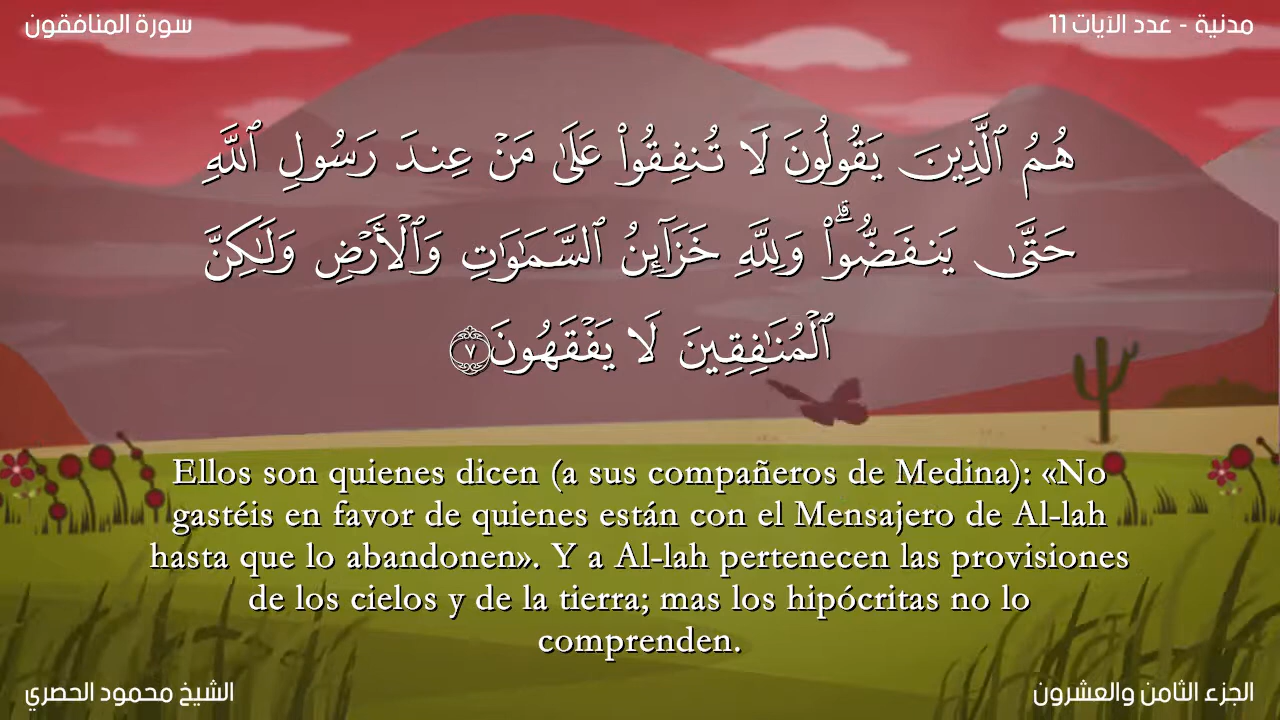 سورة المنافقون
مدنية - عدد الآيات 11
هُمُ ٱلَّذِينَ يَقُولُونَ لَا تُنفِقُوا۟ عَلَىٰ مَنْ عِندَ رَسُولِ ٱللَّهِ
حَتَّىٰ يَنفَضُّوا۟ ۗ وَلِلَّهِ خَزَآئِنُ ٱلسَّمَـٰوَٰتِ وَٱلْأَرْضِ وَلَـٰكِنَّ
ٱلْمُنَـٰفِقِينَ لَا يَفْقَهُونَ ٧
Ellos son quienes dicen (a sus compañeros de Medina): «No
gastéis en favor de quienes están con el Mensajero de Al-lah
hasta que lo abandonen». Y a Al-lah pertenecen las provisiones
de los cielos y de la tierra; mas los hipócritas no lo
comprenden.
الشيخ محمود الحصري
الجزء الثامن والعشرون